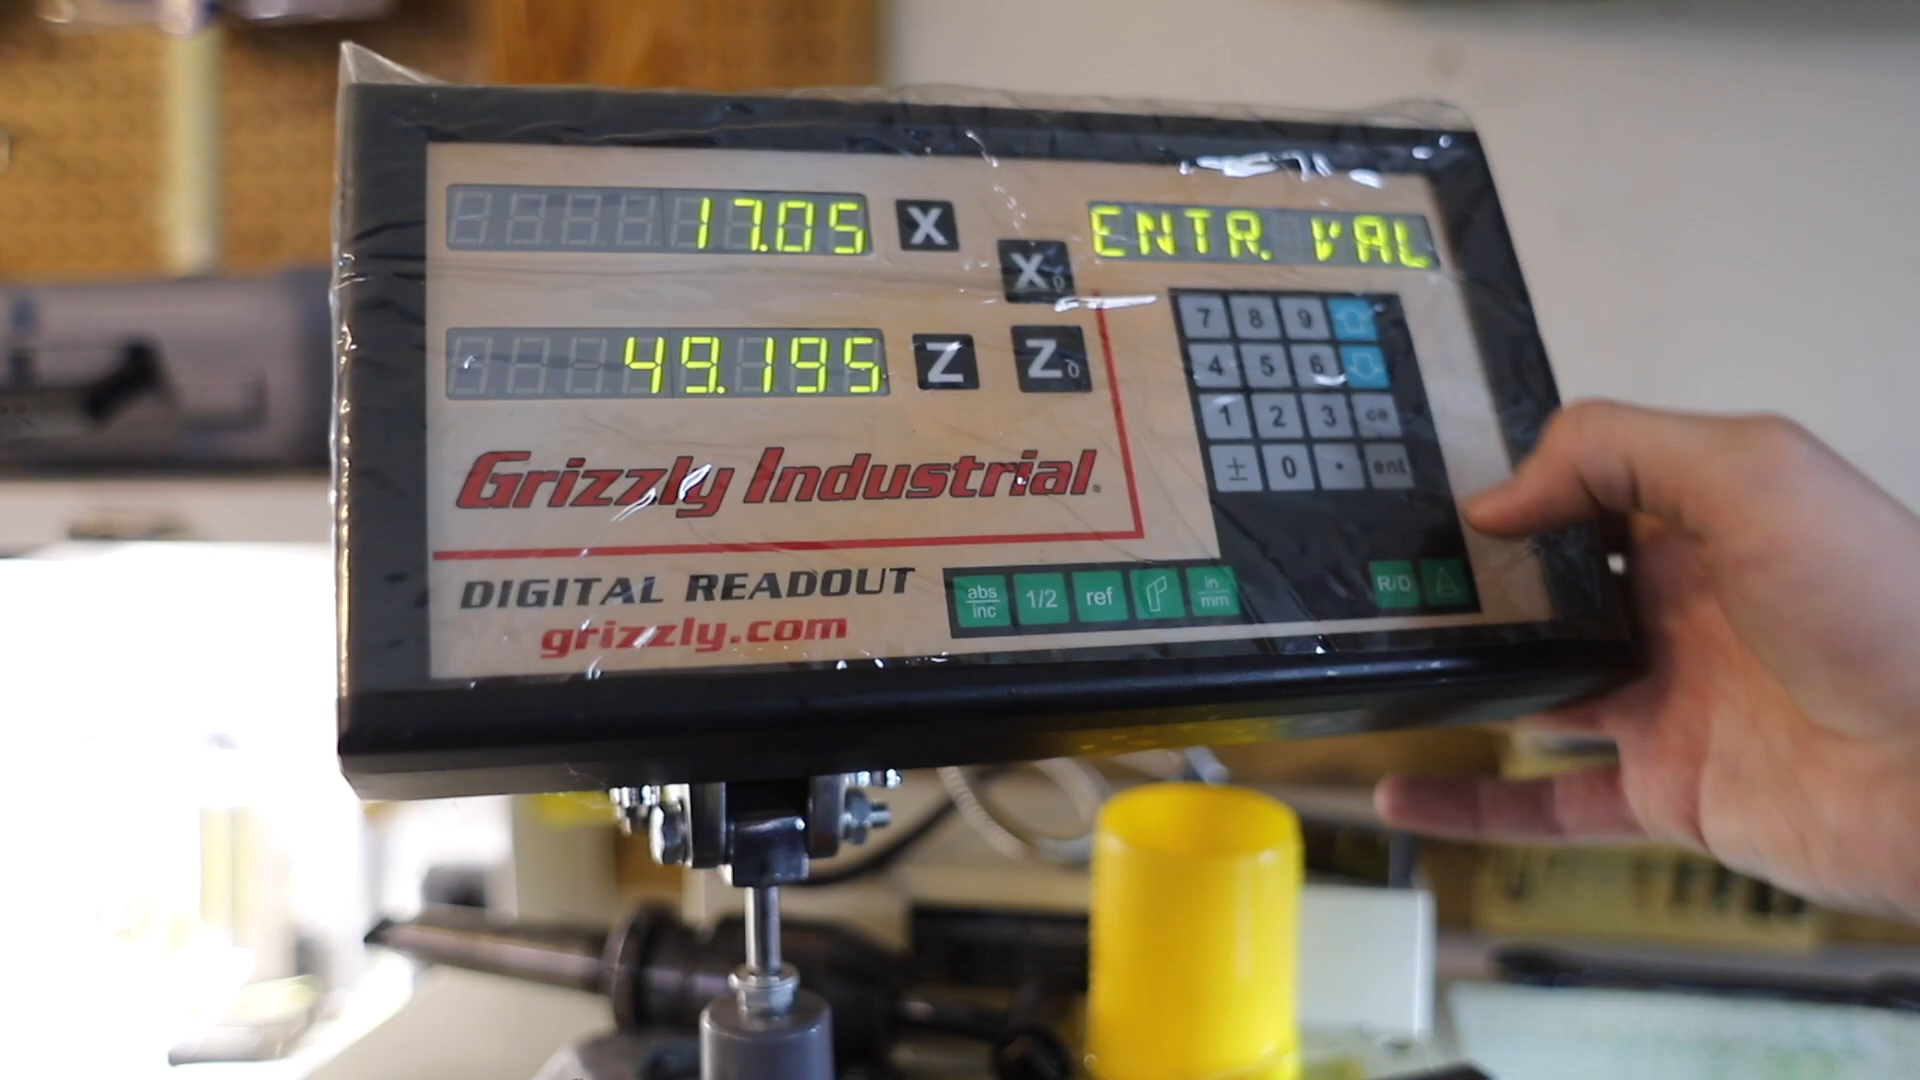 17.05 X ENTR. VAL
X0
49.195 Z Z0
7 8 9
4 5 6
1 2 3 ce
± 0 . ent
Grizzly Industrial
DIGITAL READOUT
grizzly.com
abs
inc
1/2
ref
in
mm
R/D